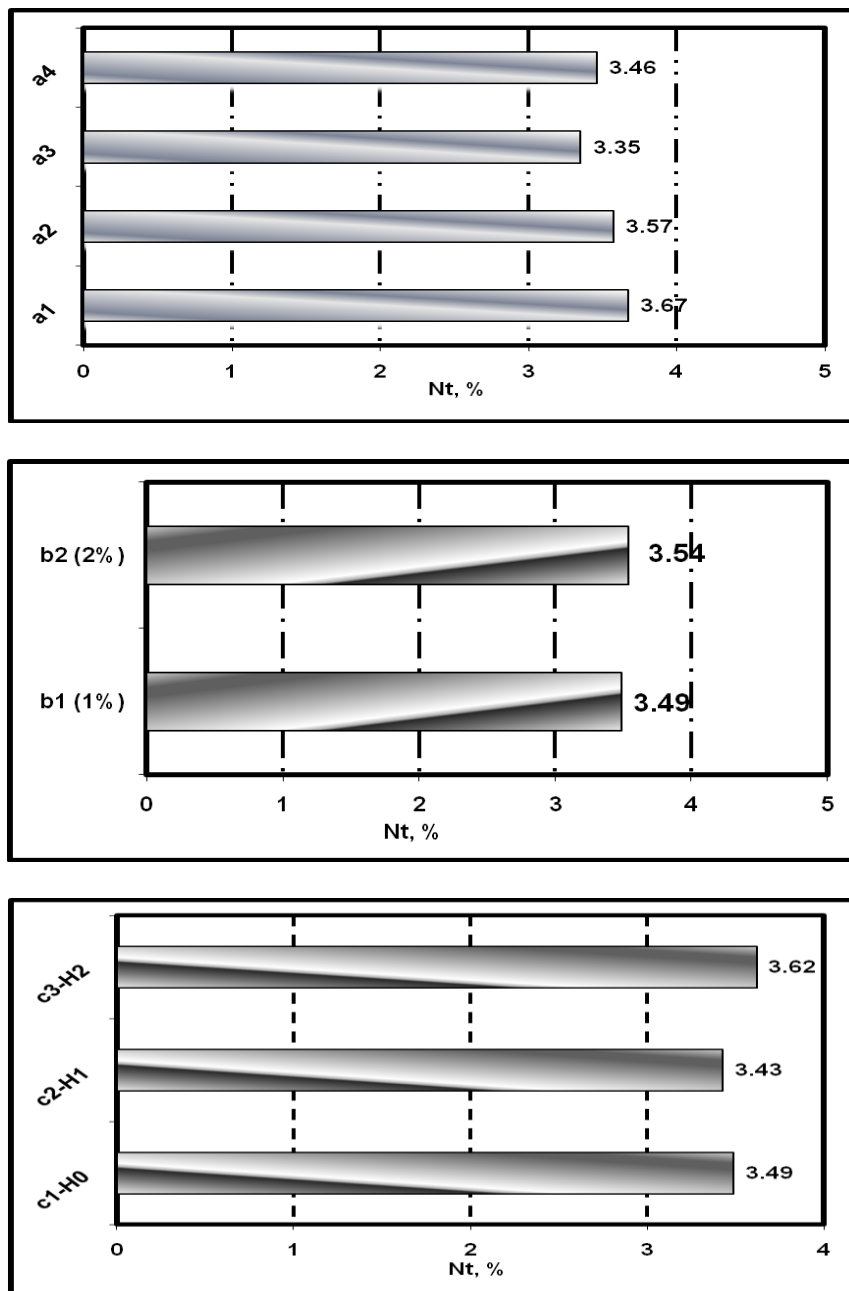 a4 3.46
a3 3.35
a2 3.57
a1 3.67
0 1 2 3 4 5
Nt, %
b2 (2%) 3.54
b1 (1%) 3.49
0 1 2 3 4 5
Nt, %
c3-H2 3.62
c2-H1 3.43
c1-H0 3.49
0 1 2 3 4
Nt, %